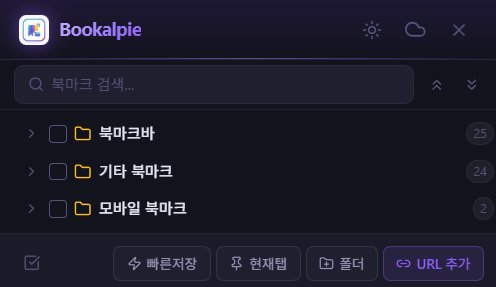 Bookalpie
북마크 검색...
북마크바 25
기타 북마크 24
모바일 북마크 2
빠른저장 현재탭 폴더 URL 추가